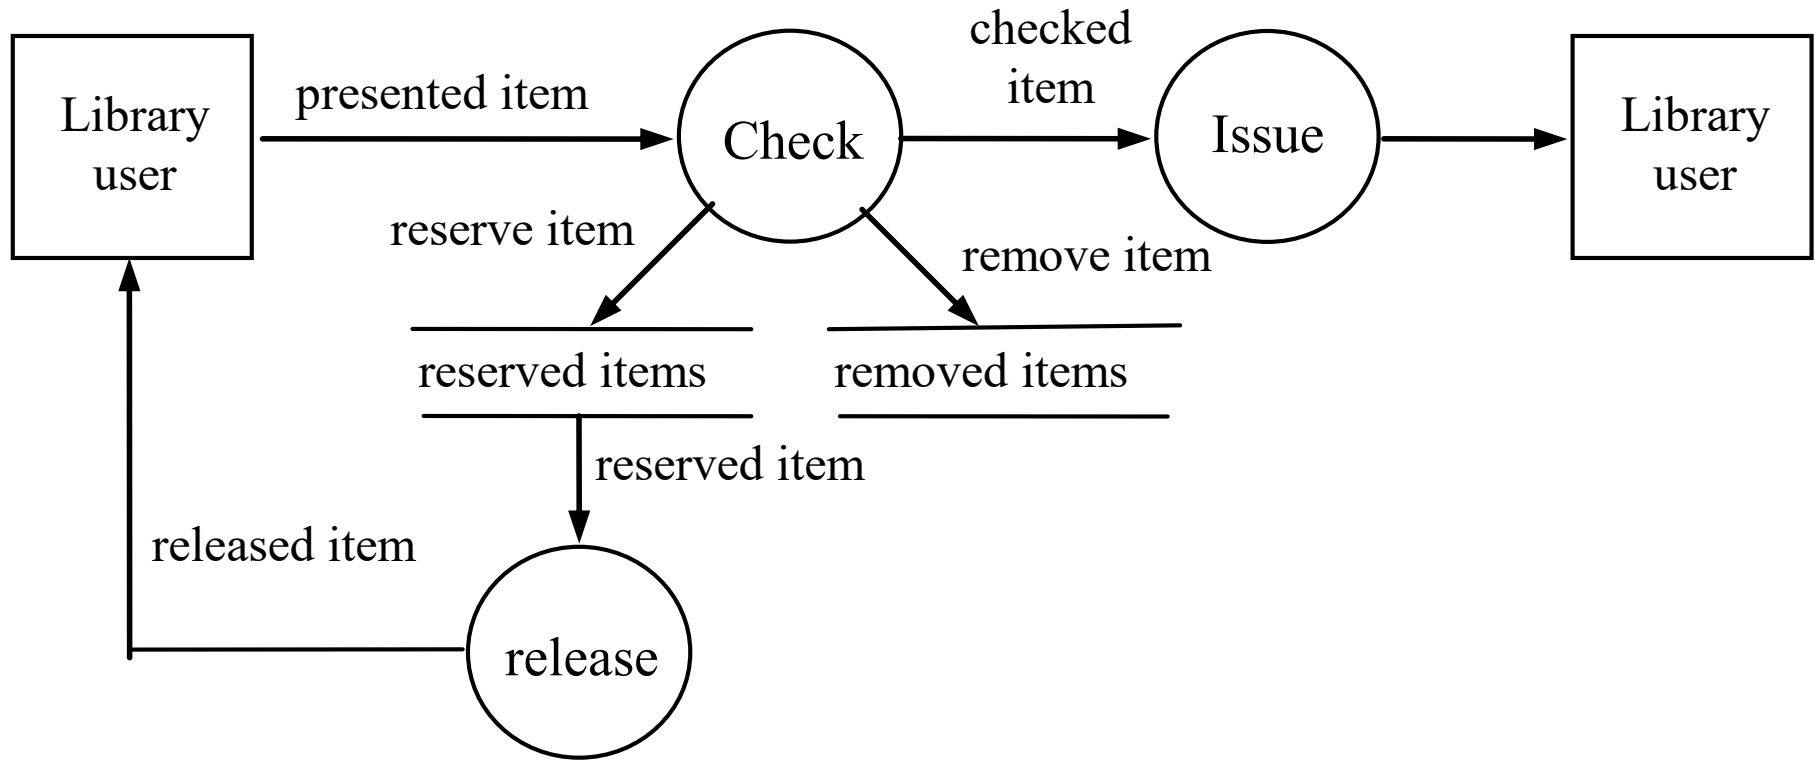 Library
user
presented item
Check
checked
item
Issue
Library
user
reserve item
remove item
reserved items
removed items
reserved item
released item
release